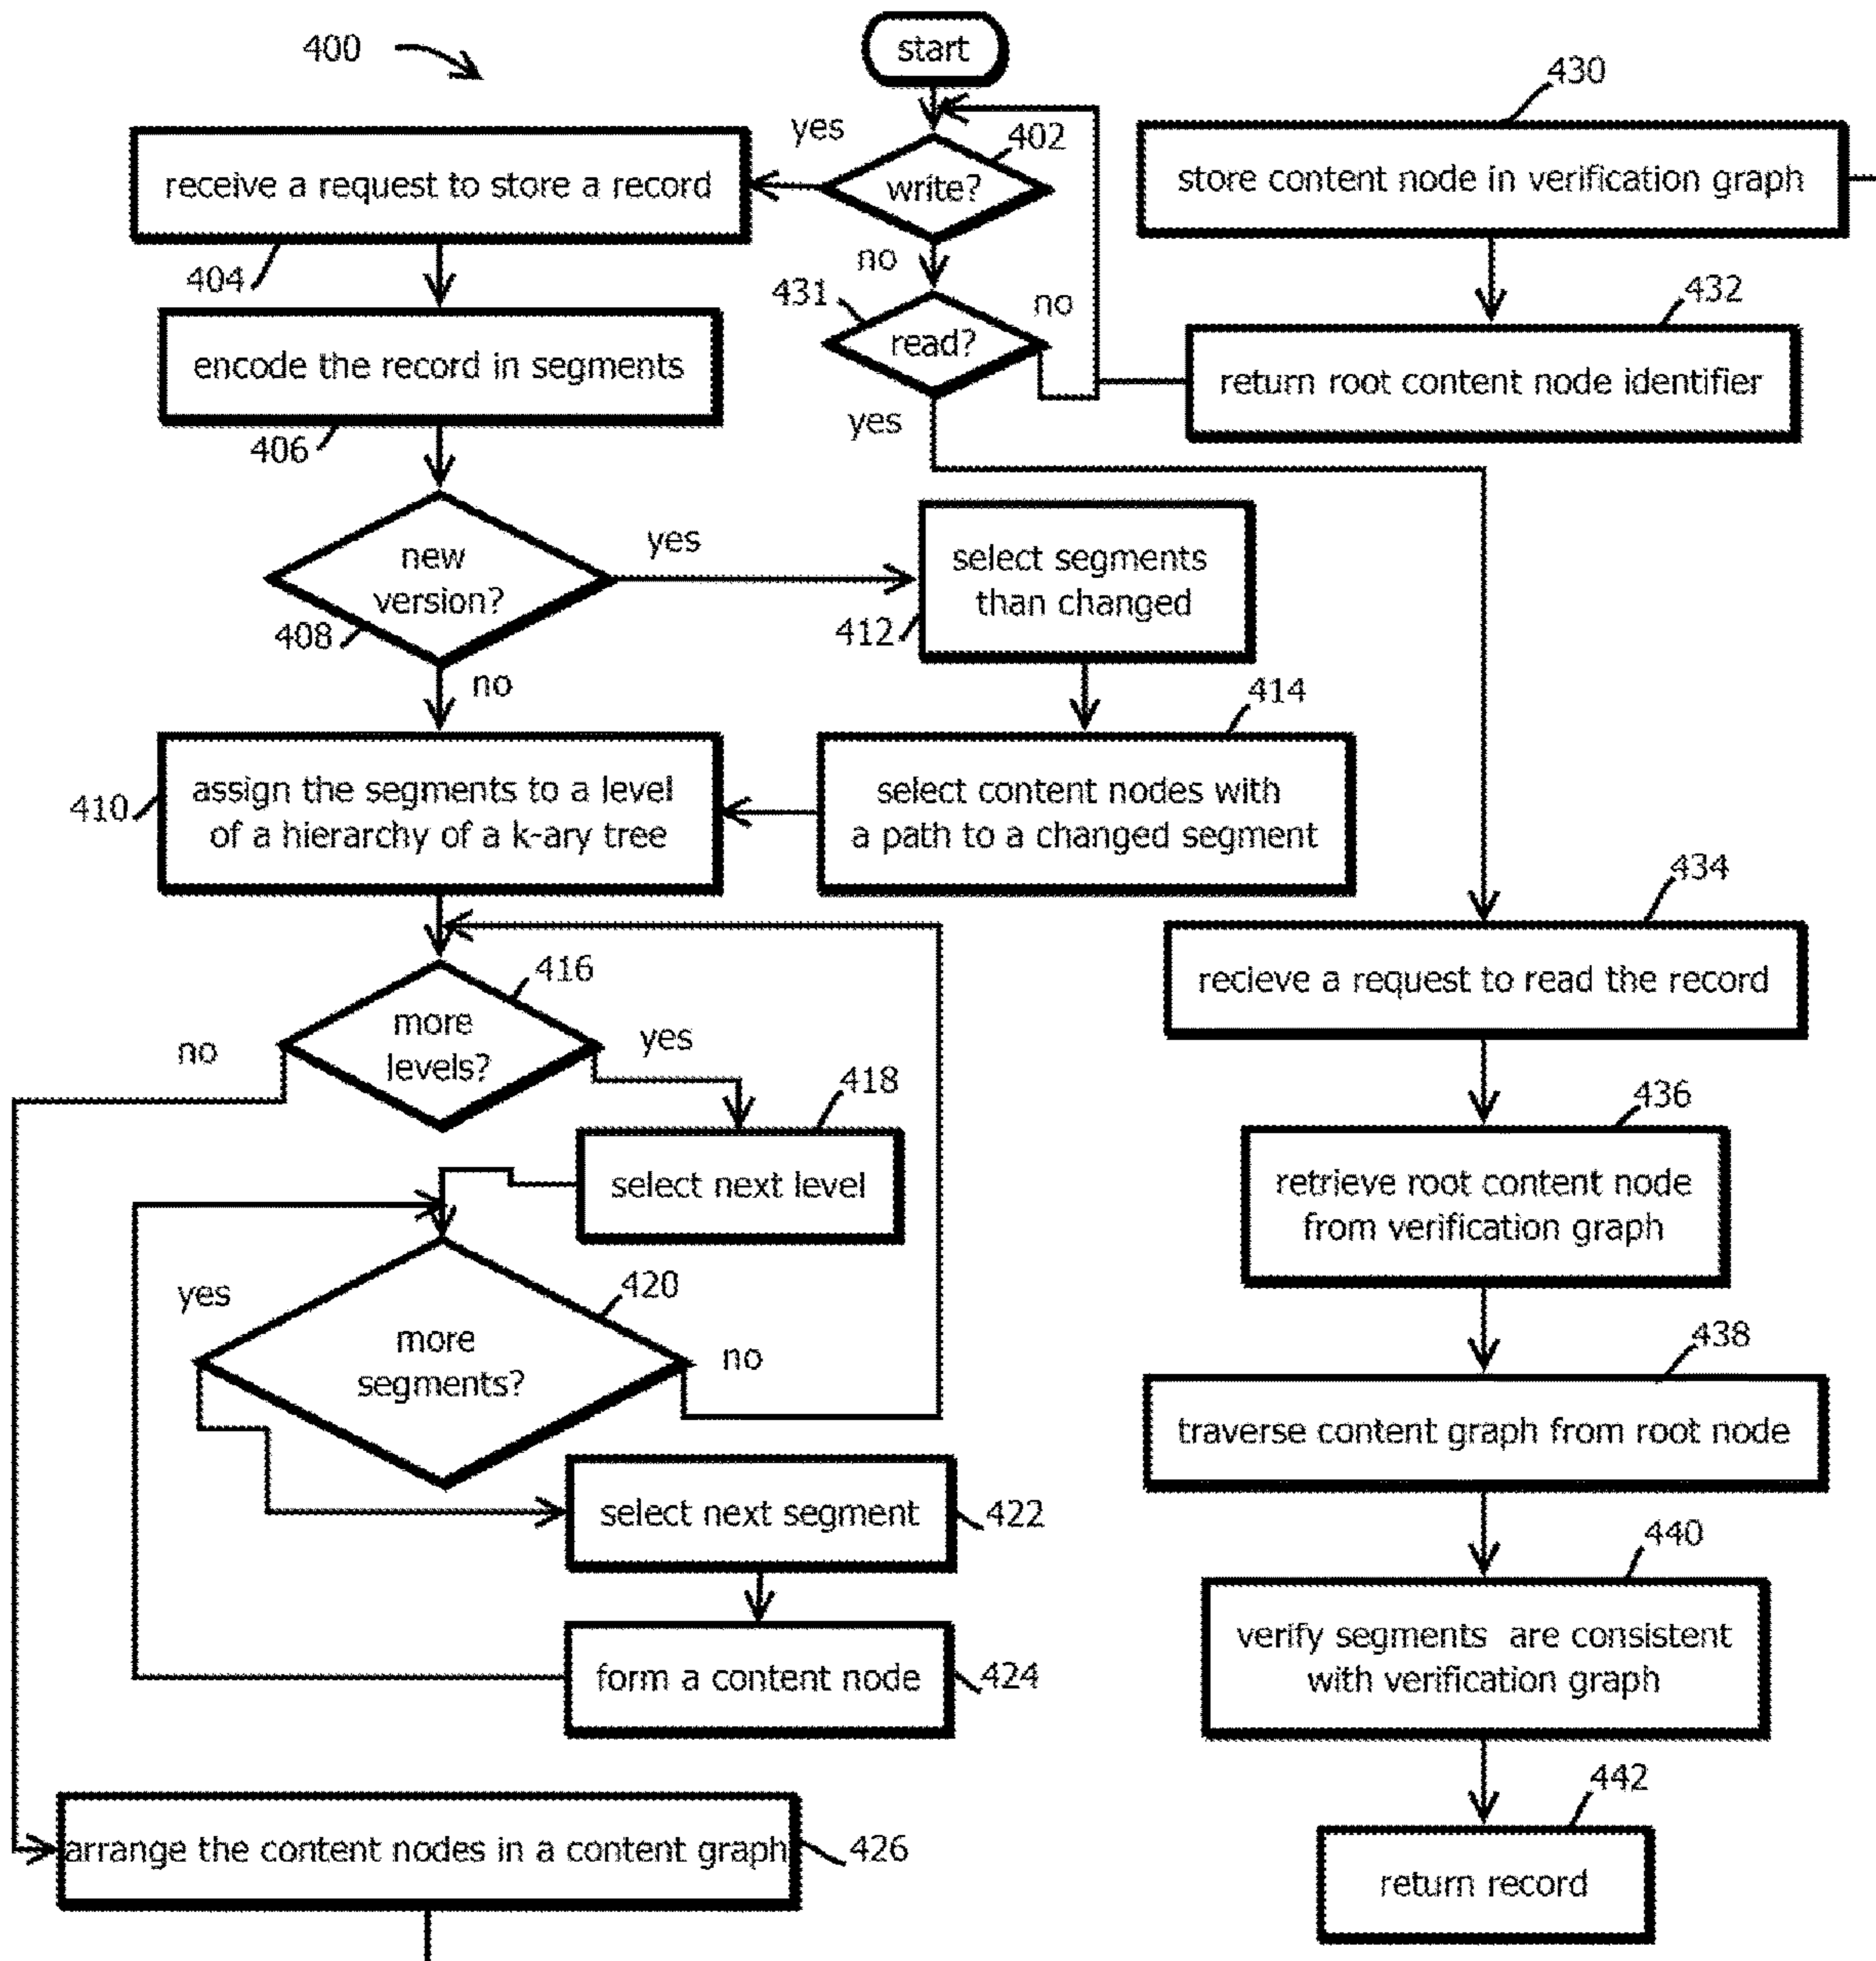 400
start
430
yes
402
receive a request to store a record
write?
store content node in verification graph
404
no
431
no
432
encode the record in segments
read?
return root content node identifier
406
yes
new
version?
408
yes
select segments
than changed
412
no
414
assign the segments to a level
of a hierarchy of a k-ary tree
410
select content nodes with
a path to a changed segment
434
416
recieve a request to read the record
more
levels?
no
yes
418
436
select next level
retrieve root content node
from verification graph
yes
420
438
more
segments?
no
traverse content graph from root node
select next segment
422
440
form a content node
424
verify segments are consistent
with verification graph
442
arrange the content nodes in a content graph
426
return record